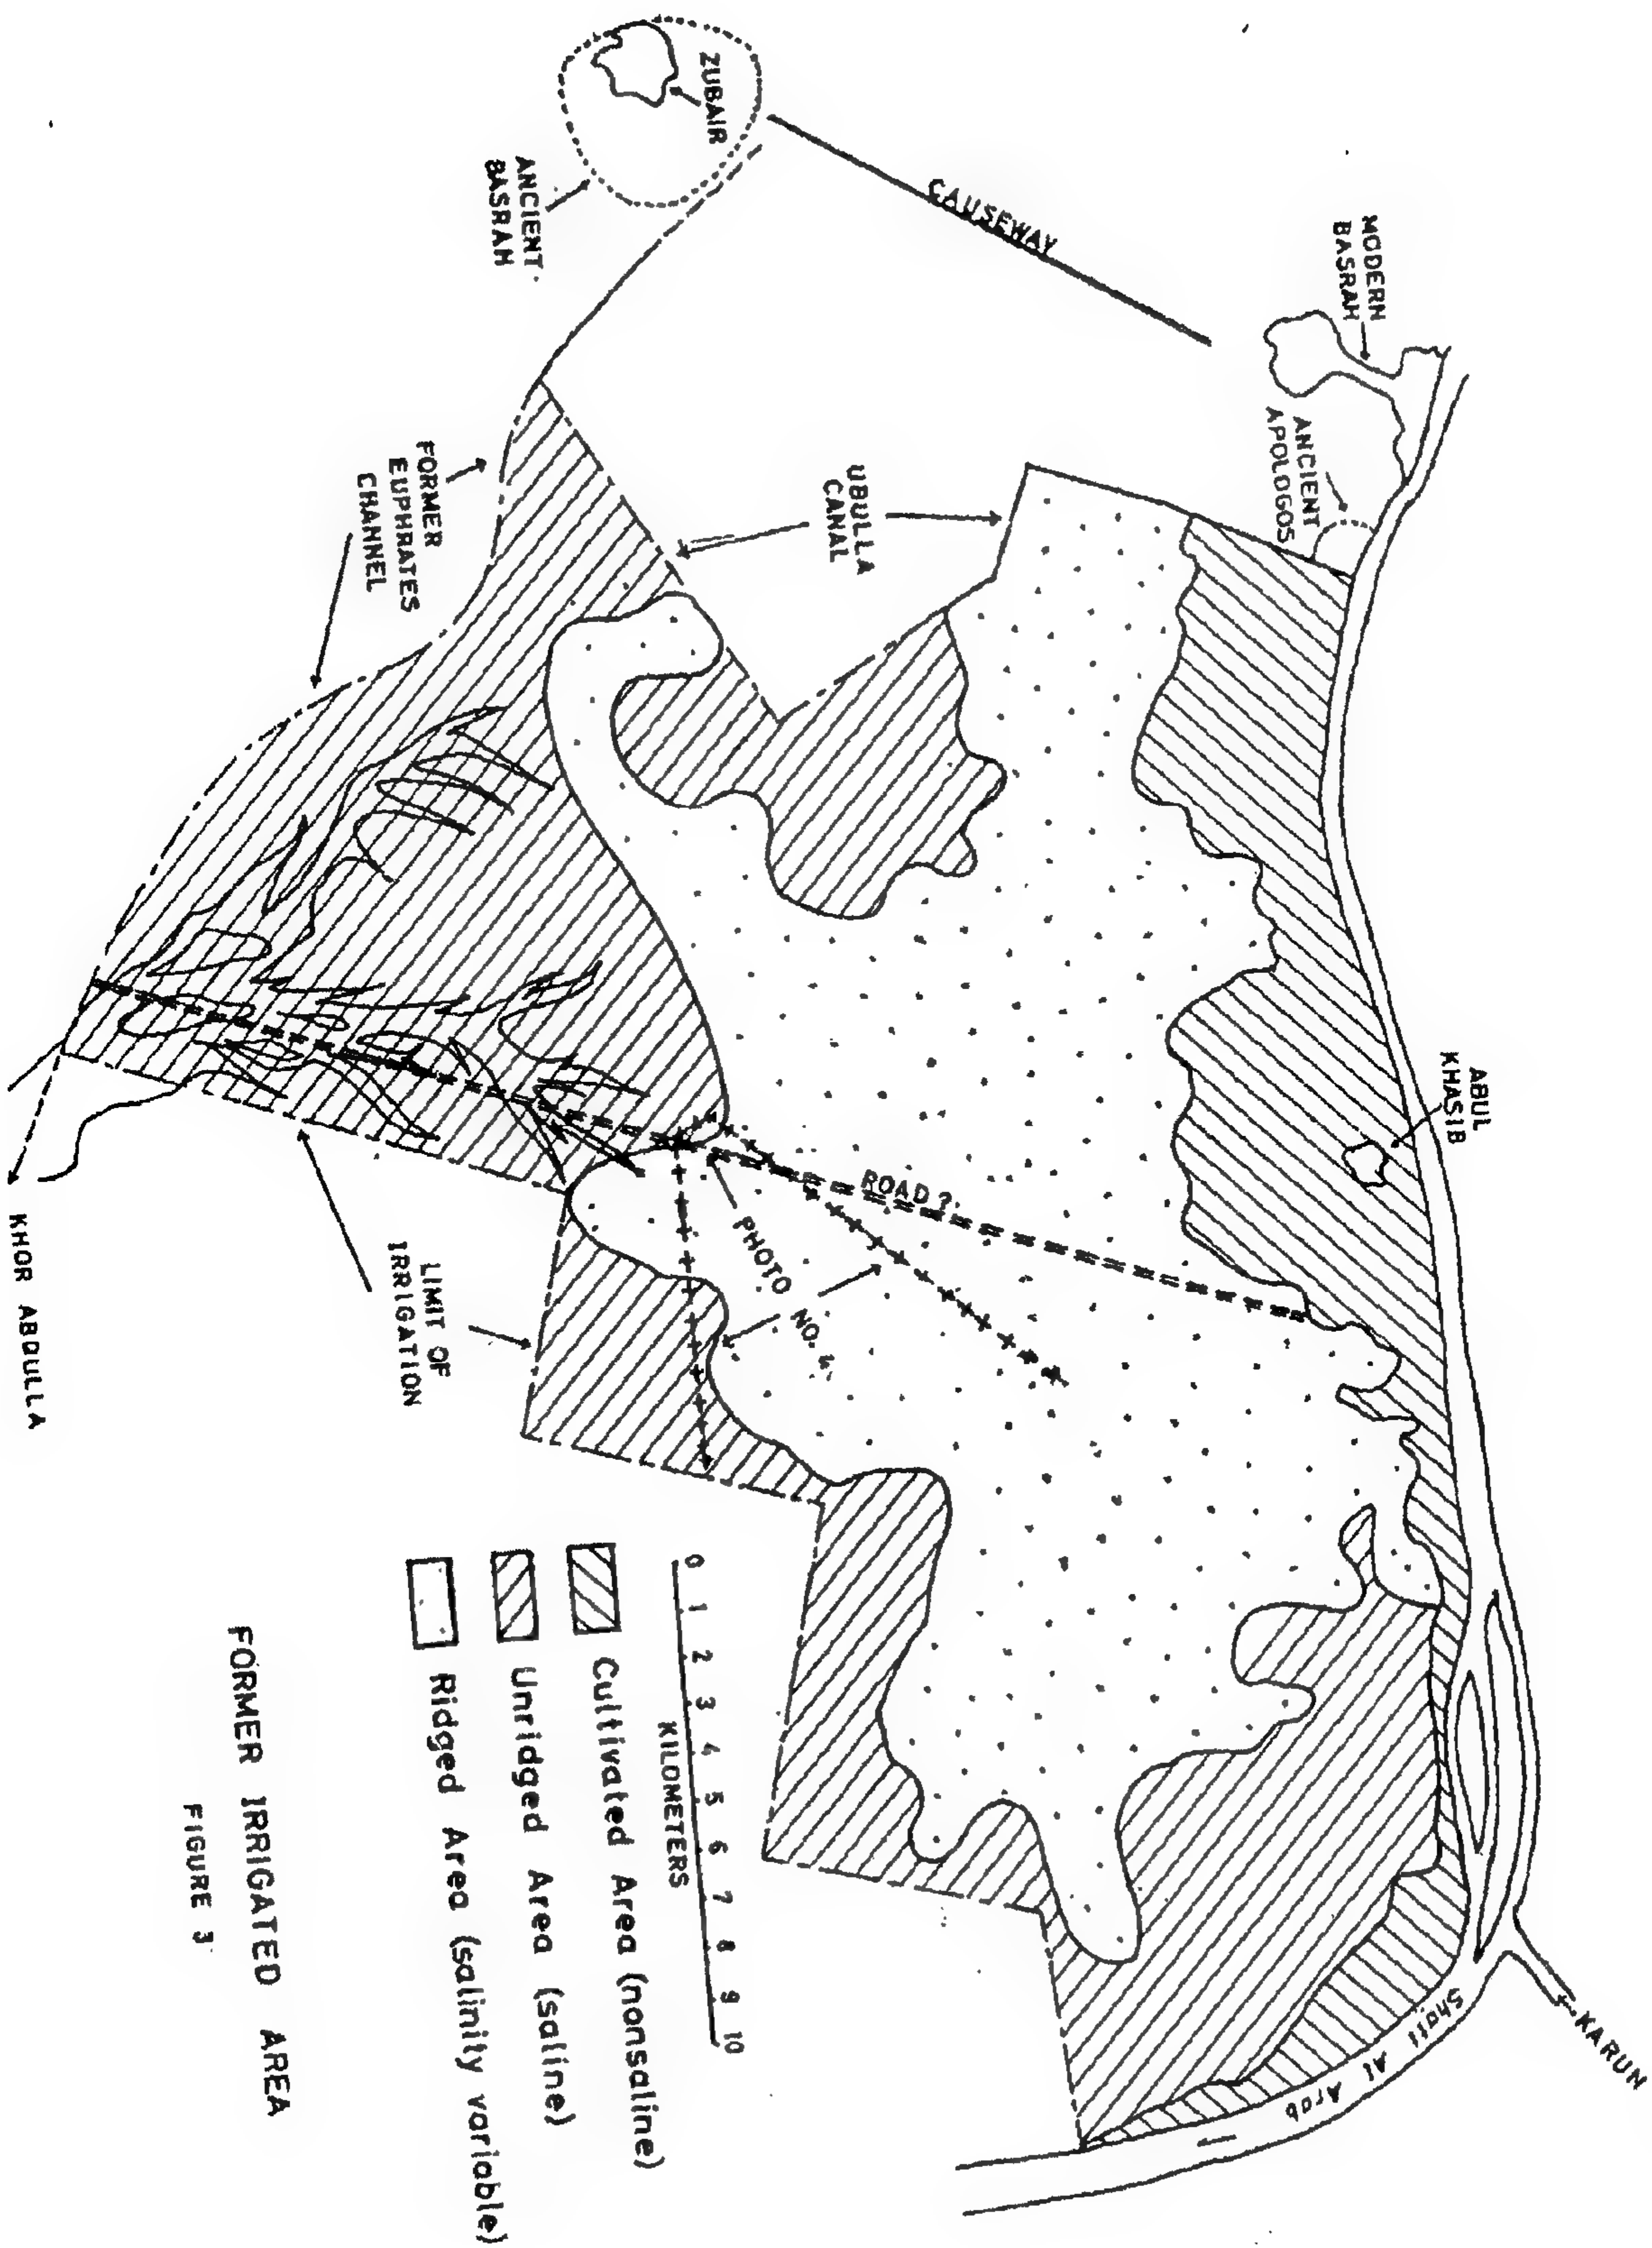 ZUBAIR
ANCIENT
BASRAH
CAUSEWAY
MODERN
BASRAH
ANCIENT
APOLOGOS
UBULLA
CANAL
FORMER
EUPHRATES
CHANNEL
ABUL
KHASIB
ROAD ?
PHOTO NO. 4
LIMIT OF
IRRIGATION
KHOR ABDULLA
KARUN
Shatt Al Arab
0 1 2 3 4 5 6 7 8 9 10
KILOMETERS
Cultivated Area (nonsaline)
Unridged Area (saline)
Ridged Area (salinity variable)
FORMER IRRIGATED AREA
FIGURE 3